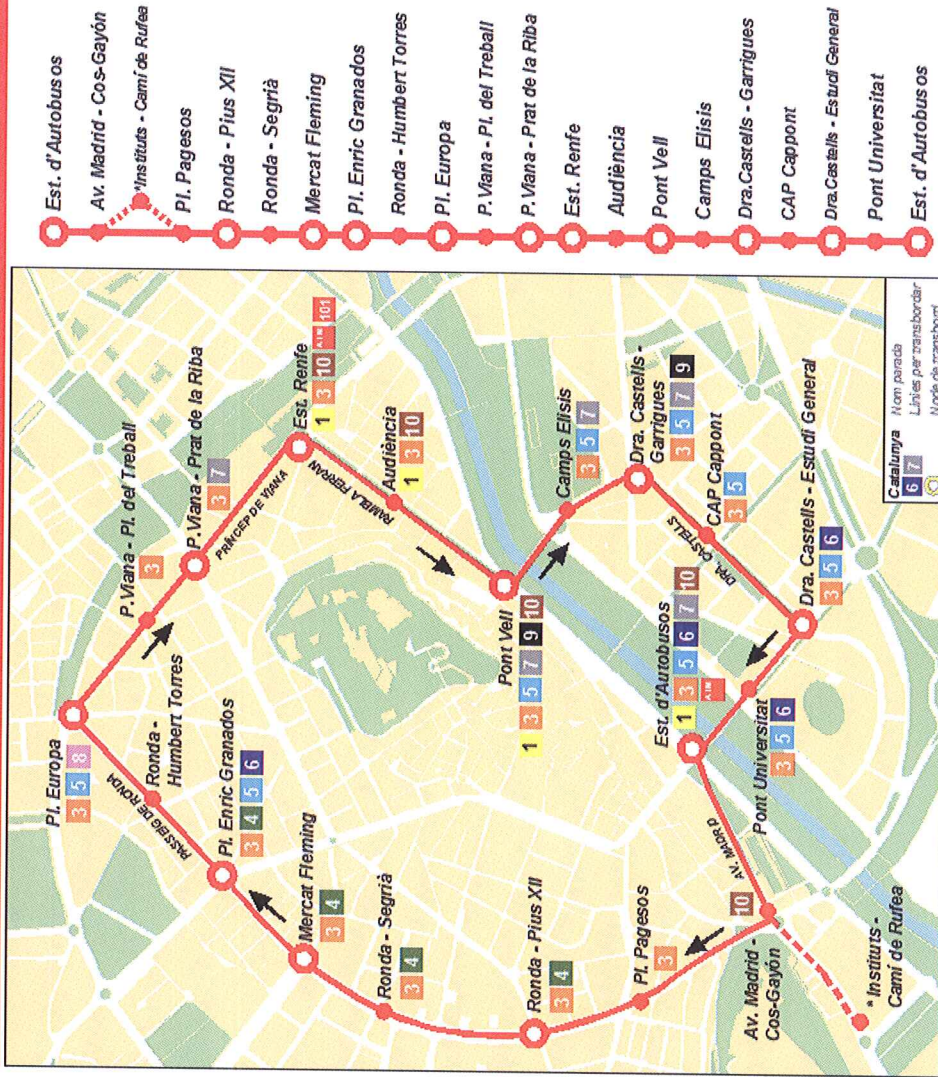 Est. d'Autobusos
Av. Madrid - Cos-Gayón
*Instituts - Camí de Rufea
Pl. Pagesos
Ronda - Pius XII
Ronda - Segrià
Mercat Fleming
Pl. Enric Granados
Ronda - Humbert Torres
Pl. Europa
P.Viana - Pl. del Treball
P.Viana - Prat de la Riba
Est. Renfe
Audiència
Pont Vell
Camps Elisis
Dra.Castells - Garrigues
CAP Cappont
Dra.Castells - Estudi General
Pont Universitat
Est. d'Autobusos
Pl. Europa
3 5 8
P.Viana - Pl. del Treball
3
P.Viana - Prat de la Riba
3 7
PRÍNCEP DE VIANA
Est. Renfe
1 3 10 AIN 101
PASSEIG DE RONDA
Ronda -
Humbert Torres
Pl. Enric Granados
3 4 5 6
Mercat Fleming
3 4
RAMBLA FERRAN
Audiència
1 3 10
Ronda - Segrià
3 4
Pont Vell
1 3 5 7 9 10
Camps Elisis
3 5 7
Ronda - Pius XII
3 4
Dra. Castells -
Garrigues
3 5 7 9
Pl. Pagesos
3
Est. d'Autobusos
1 3 5 6 7 10
AIN
DRA. CASTELLS
CAP Cappont
3 5
AV. MADRID
10
Av. Madrid -
Cos-Gayón
Pont Universitat
3 5 6
Dra. Castells - Estudi General
3 5 6
* Instituts -
Camí de Rufea
Catalunya Nom parada
6 7 Línies per transbordar
Node de transbord